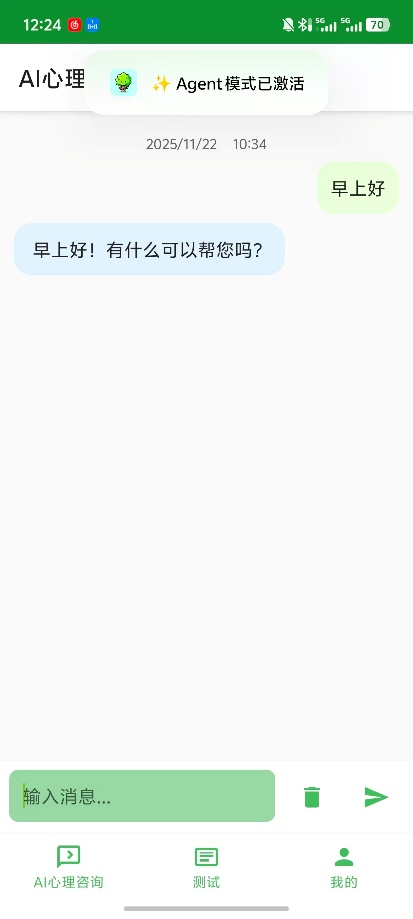 12:24 5G 5G 70
AI心理
✨ Agent模式已激活
2025/11/22 10:34
早上好
早上好！有什么可以帮您吗？
输入消息...
AI心理咨询 测试 我的